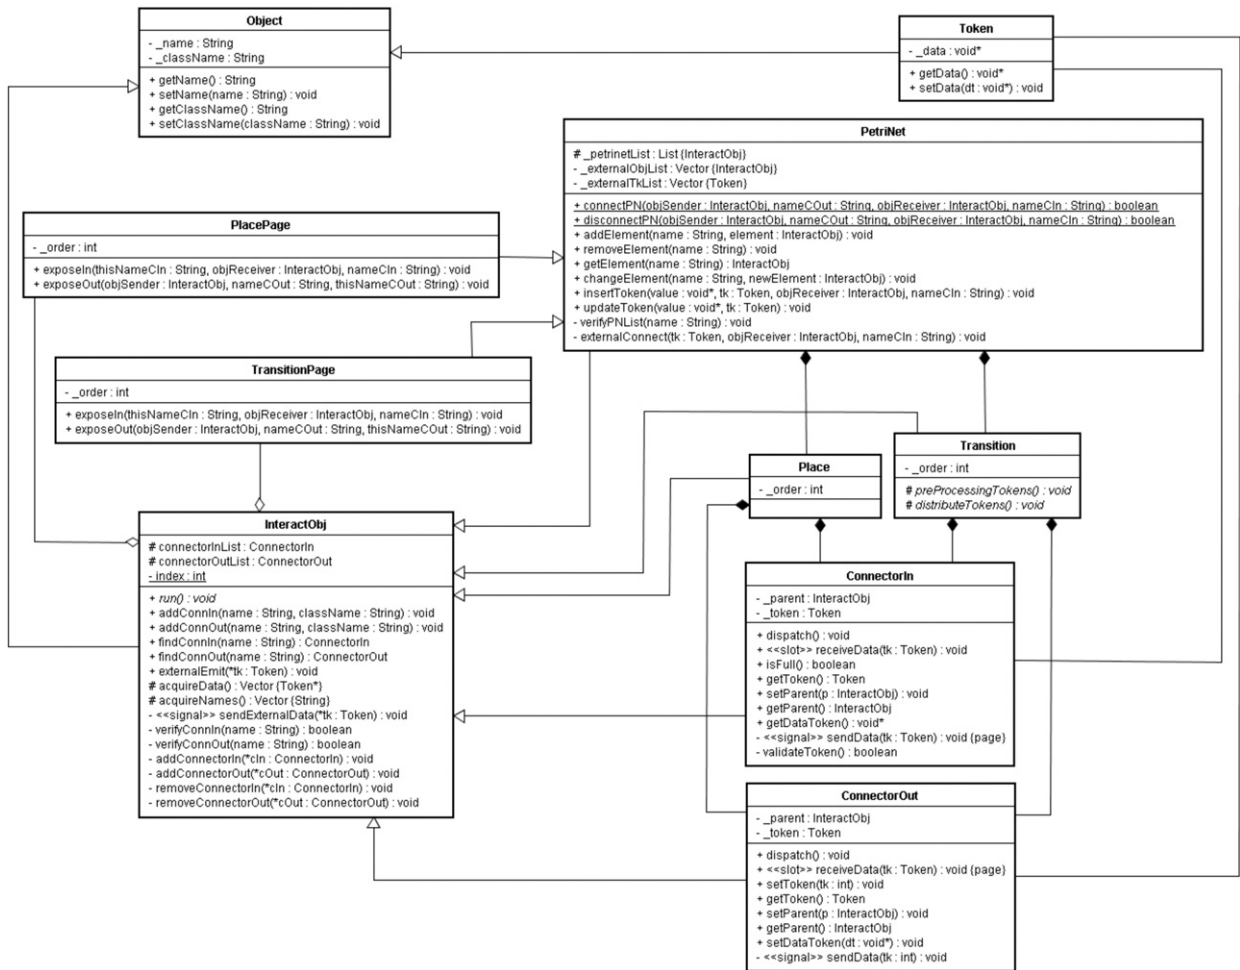 Object
- _name : String
- _className : String
+ getName() : String
+ setName(name : String) : void
+ getClassName() : String
+ setClassName(className : String) : void
Token
- _data : void*
+ getData() : void*
+ setData(dt : void*) : void
PetriNet
# _petrinetList : List {InteractObj}
- _externalObjList : Vector {InteractObj}
- _externalTkList : Vector {Token}
+ connectPN(objSender : InteractObj, nameCOut : String, objReceiver : InteractObj, nameCIn : String) : boolean
+ disconnectPN(objSender : InteractObj, nameCOut : String, objReceiver : InteractObj, nameCIn : String) : boolean
+ addElement(name : String, element : InteractObj) : void
+ removeElement(name : String) : void
+ getElement(name : String) : InteractObj
+ changeElement(name : String, newElement : InteractObj) : void
+ insertToken(value : void*, tk : Token, objReceiver : InteractObj, nameCIn : String) : void
+ updateToken(value : void*, tk : Token) : void
- verifyPNList(name : String) : void
- externalConnect(tk : Token, objReceiver : InteractObj, nameCIn : String) : void
PlacePage
- _order : int
+ exposeIn(thisNameCIn : String, objReceiver : InteractObj, nameCIn : String) : void
+ exposeOut(objSender : InteractObj, nameCOut : String, thisNameCOut : String) : void
TransitionPage
- _order : int
+ exposeIn(thisNameCIn : String, objReceiver : InteractObj, nameCIn : String) : void
+ exposeOut(objSender : InteractObj, nameCOut : String, thisNameCOut : String) : void
Place
- _order : int
Transition
- _order : int
# preProcessingTokens() : void
# distributeTokens() : void
InteractObj
# connectorInList : ConnectorIn
# connectorOutList : ConnectorOut
- index : int
+ run() : void
+ addConnIn(name : String, className : String) : void
+ addConnOut(name : String, className : String) : void
+ findConnIn(name : String) : ConnectorIn
+ findConnOut(name : String) : ConnectorOut
+ externalEmit(*tk : Token) : void
# acquireData() : Vector {Token*}
# acquireNames() : Vector {String}
- <<signal>> sendExternalData(*tk : Token) : void
- verifyConnIn(name : String) : boolean
- verifyConnOut(name : String) : boolean
- addConnectorIn(*cIn : ConnectorIn) : void
- addConnectorOut(*cOut : ConnectorOut) : void
- removeConnectorIn(*cIn : ConnectorIn) : void
- removeConnectorOut(*cOut : ConnectorOut) : void
ConnectorIn
- _parent : InteractObj
- _token : Token
+ dispatch() : void
+ <<slot>> receiveData(tk : Token) : void
+ isFull() : boolean
+ getToken() : Token
+ setParent(p : InteractObj) : void
+ getParent() : InteractObj
+ getDataToken() : void*
- <<signal>> sendData(tk : Token) : void {page}
- validateToken() : boolean
ConnectorOut
- _parent : InteractObj
- _token : Token
+ dispatch() : void
+ <<slot>> receiveData(tk : Token) : void {page}
+ setToken(tk : int) : void
+ getToken() : Token
+ setParent(p : InteractObj) : void
+ getParent() : InteractObj
+ setDataToken(dt : void*) : void
- <<signal>> sendData(tk : int) : void